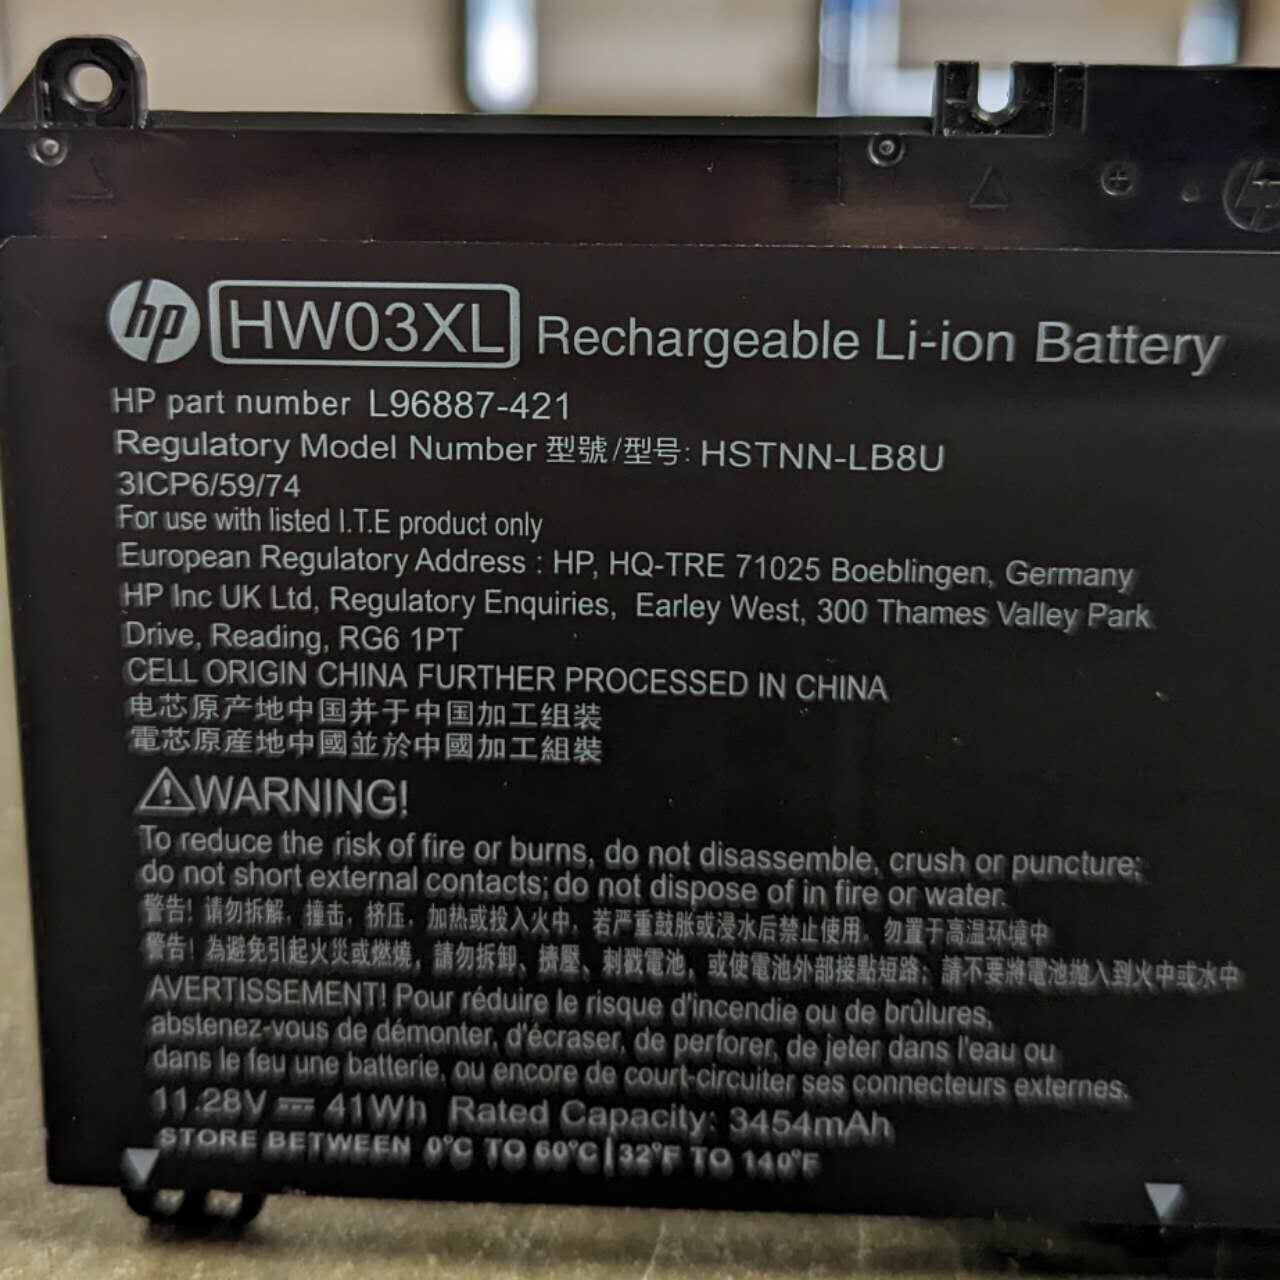 hp HW03XL Rechargeable Li-ion Battery
HP part number L96887-421
Regulatory Model Number 型號/型号: HSTNN-LB8U
3ICP6/59/74
For use with listed I.T.E product only
European Regulatory Address : HP, HQ-TRE 71025 Boeblingen, Germany
HP Inc UK Ltd, Regulatory Enquiries, Earley West, 300 Thames Valley Park
Drive, Reading, RG6 1PT
CELL ORIGIN CHINA FURTHER PROCESSED IN CHINA
电芯原产地中国并于中国加工组装
電芯原產地中國並於中國加工組裝
WARNING!
To reduce the risk of fire or burns, do not disassemble, crush or puncture;
do not short external contacts; do not dispose of in fire or water.
警告! 请勿拆解，撞击，挤压，加热或投入火中，若严重鼓胀或浸水后禁止使用，勿置于高温环境中
警告! 為避免引起火災或燃燒，請勿拆卸、擠壓、刺戳電池，或使電池外部接點短路；請不要將電池拋入到火中或水中
AVERTISSEMENT! Pour réduire le risque d'incendie ou de brûlures,
abstenez-vous de démonter, d'écraser, de perforer, de jeter dans l'eau ou
dans le feu une batterie, ou encore de court-circuiter ses connecteurs externes.
11.28V ⎓ 41Wh Rated Capacity: 3454mAh
STORE BETWEEN 0°C TO 60°C | 32°F TO 140°F